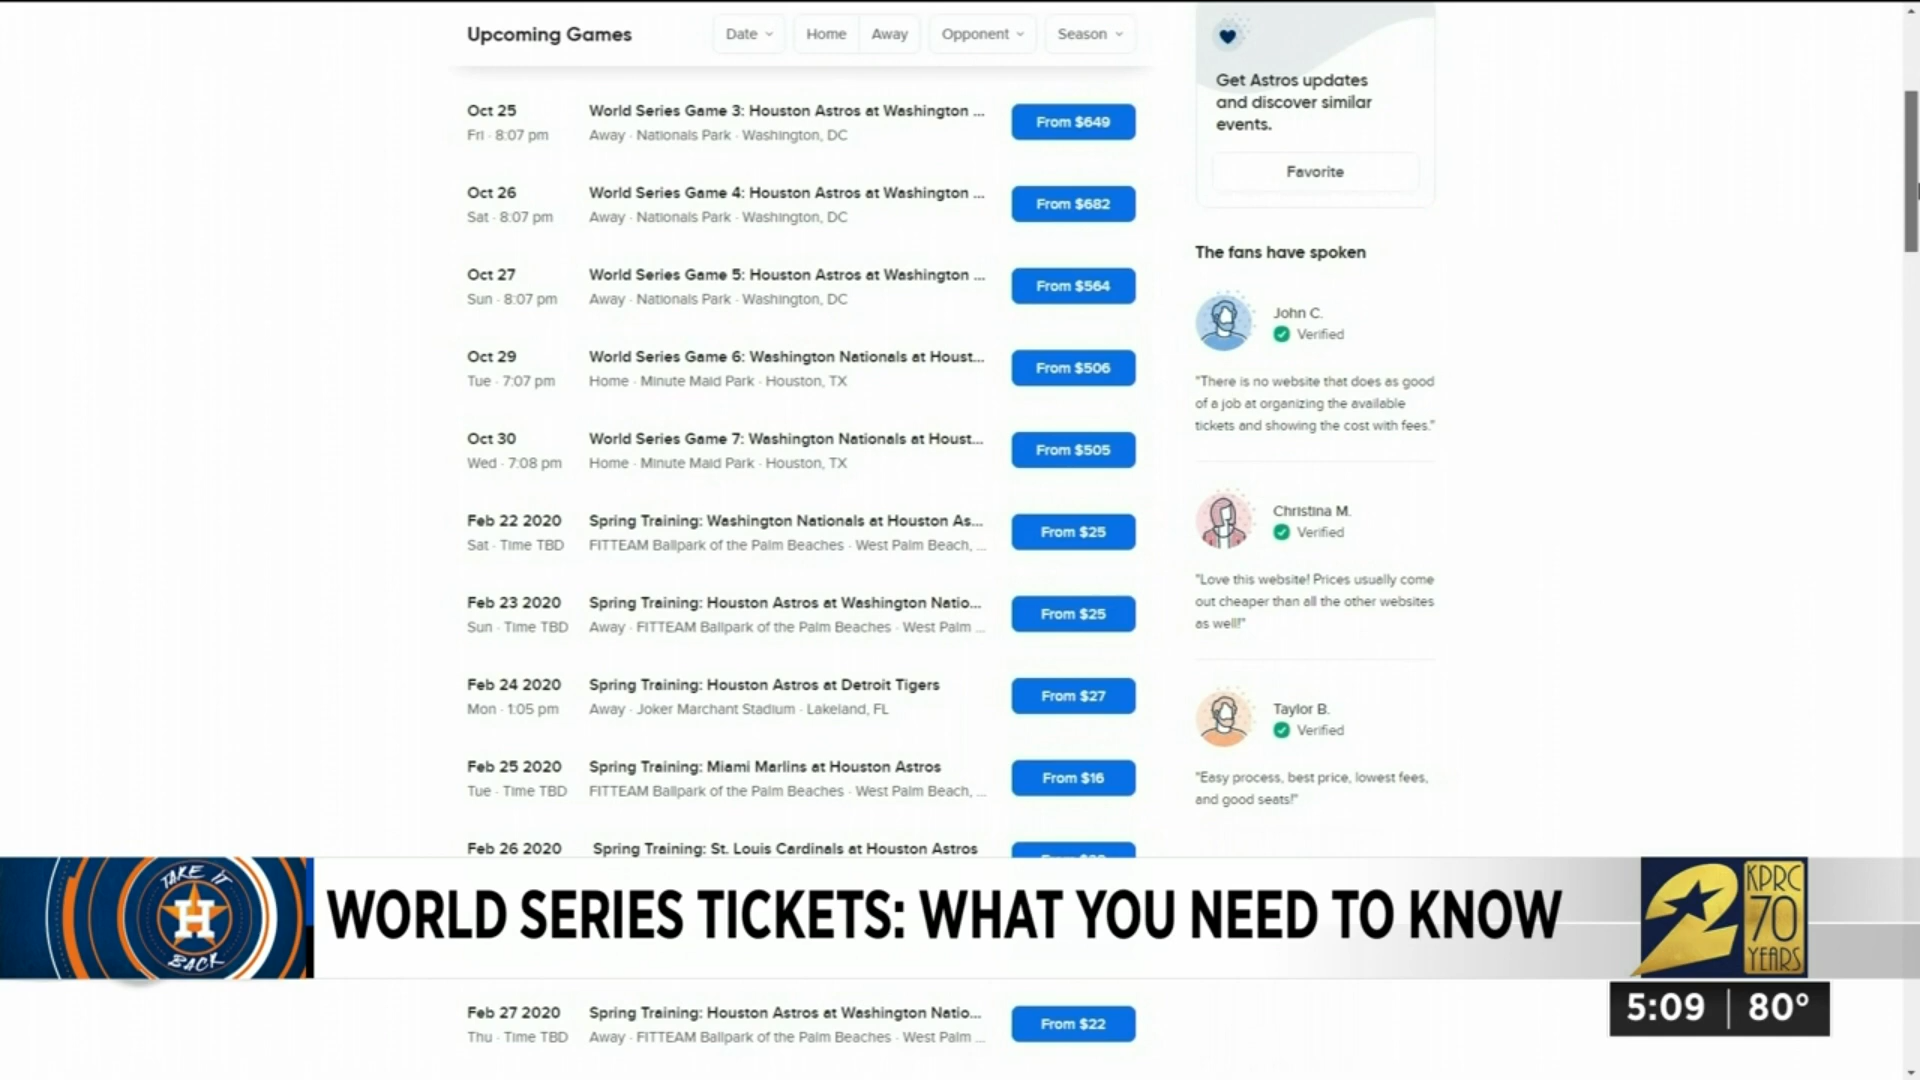 Upcoming Games
Date
Home
Away
Opponent
Season
Oct 25
Fri · 8:07 pm
World Series Game 3: Houston Astros at Washington ...
Away · Nationals Park · Washington, DC
From $649
Oct 26
Sat · 8:07 pm
World Series Game 4: Houston Astros at Washington ...
Away · Nationals Park · Washington, DC
From $682
Oct 27
Sun · 8:07 pm
World Series Game 5: Houston Astros at Washington ...
Away · Nationals Park · Washington, DC
From $564
Oct 29
Tue · 7:07 pm
World Series Game 6: Washington Nationals at Houst...
Home · Minute Maid Park · Houston, TX
From $506
Oct 30
Wed · 7:08 pm
World Series Game 7: Washington Nationals at Houst...
Home · Minute Maid Park · Houston, TX
From $505
Feb 22 2020
Sat · Time TBD
Spring Training: Washington Nationals at Houston As...
FITTEAM Ballpark of the Palm Beaches · West Palm Beach, ...
From $25
Feb 23 2020
Sun · Time TBD
Spring Training: Houston Astros at Washington Natio...
Away · FITTEAM Ballpark of the Palm Beaches · West Palm ...
From $25
Feb 24 2020
Mon · 1:05 pm
Spring Training: Houston Astros at Detroit Tigers
Away · Joker Marchant Stadium · Lakeland, FL
From $27
Feb 25 2020
Tue · Time TBD
Spring Training: Miami Marlins at Houston Astros
FITTEAM Ballpark of the Palm Beaches · West Palm Beach, ...
From $16
Feb 26 2020
Spring Training: St. Louis Cardinals at Houston Astros
Feb 27 2020
Thu · Time TBD
Spring Training: Houston Astros at Washington Natio...
Away · FITTEAM Ballpark of the Palm Beaches · West Palm ...
From $22
Get Astros updates
and discover similar
events.
Favorite
The fans have spoken
John C.
Verified
"There is no website that does as good
of a job at organizing the available
tickets and showing the cost with fees."
Christina M.
Verified
"Love this website! Prices usually come
out cheaper than all the other websites
as well!"
Taylor B.
Verified
"Easy process, best price, lowest fees,
and good seats!"
TAKE IT
H
BACK
WORLD SERIES TICKETS: WHAT YOU NEED TO KNOW
2
KPRC
70
YEARS
5:09
80°